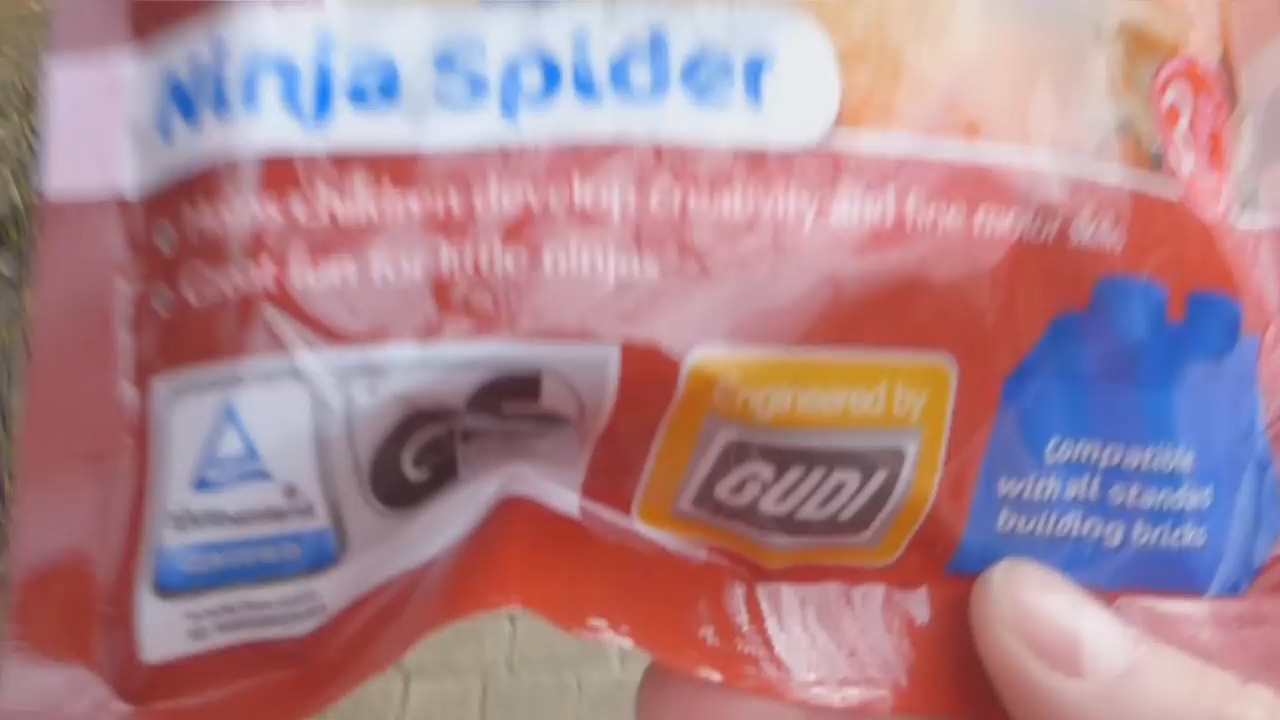 Ninja Spider
• Helps children develop creativity and fine motor skills
• Great fun for little ninjas
GS
Engineered by
GUDI
compatible
with all standard
building bricks